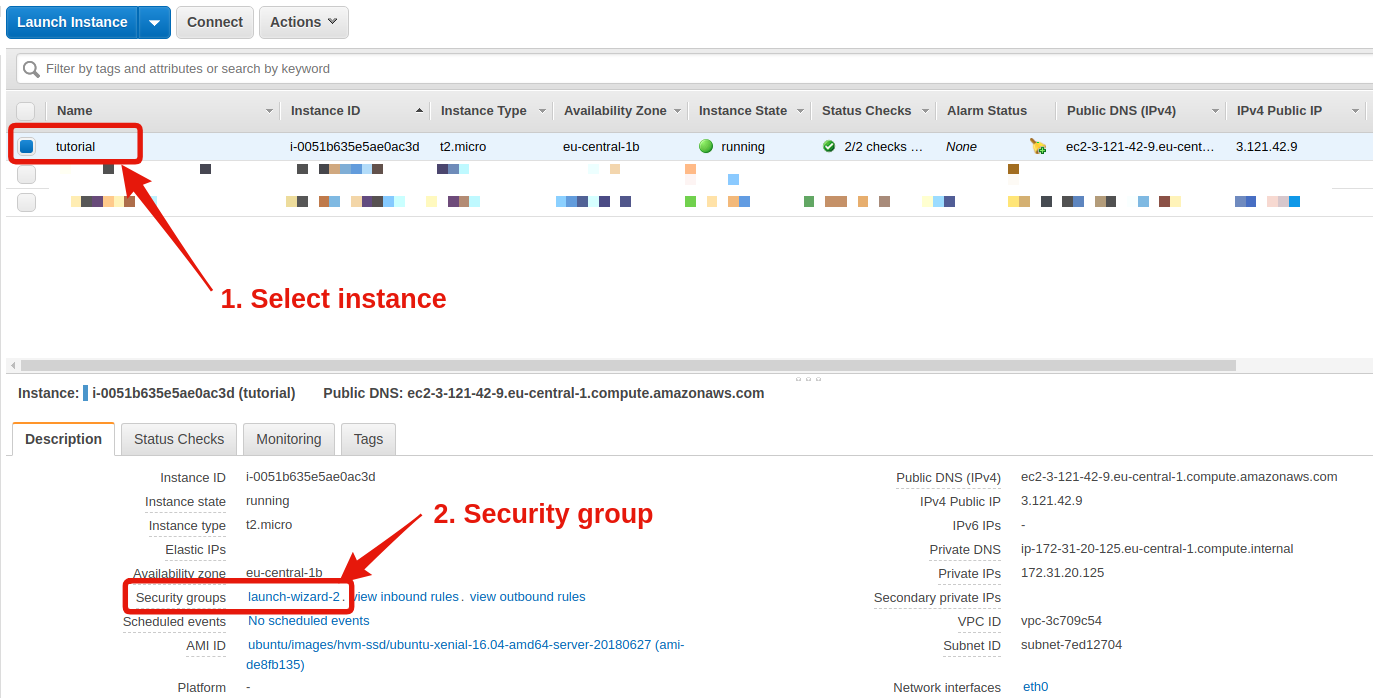 Launch Instance Connect Actions
Filter by tags and attributes or search by keyword
Name Instance ID Instance Type Availability Zone Instance State Status Checks Alarm Status Public DNS (IPv4) IPv4 Public IP
tutorial i-0051b635e5ae0ac3d t2.micro eu-central-1b running 2/2 checks ... None ec2-3-121-42-9.eu-cent... 3.121.42.9
1. Select instance
Instance: i-0051b635e5ae0ac3d (tutorial) Public DNS: ec2-3-121-42-9.eu-central-1.compute.amazonaws.com
Description Status Checks Monitoring Tags
Instance ID i-0051b635e5ae0ac3d Public DNS (IPv4) ec2-3-121-42-9.eu-central-1.compute.amazonaws.com
Instance state running IPv4 Public IP 3.121.42.9
2. Security group
Instance type t2.micro IPv6 IPs -
Elastic IPs Private DNS ip-172-31-20-125.eu-central-1.compute.internal
Availability zone eu-central-1b Private IPs 172.31.20.125
Security groups launch-wizard-2. view inbound rules. view outbound rules Secondary private IPs
Scheduled events No scheduled events VPC ID vpc-3c709c54
AMI ID ubuntu/images/hvm-ssd/ubuntu-xenial-16.04-amd64-server-20180627 (ami- Subnet ID subnet-7ed12704
de8fb135)
Platform - Network interfaces eth0